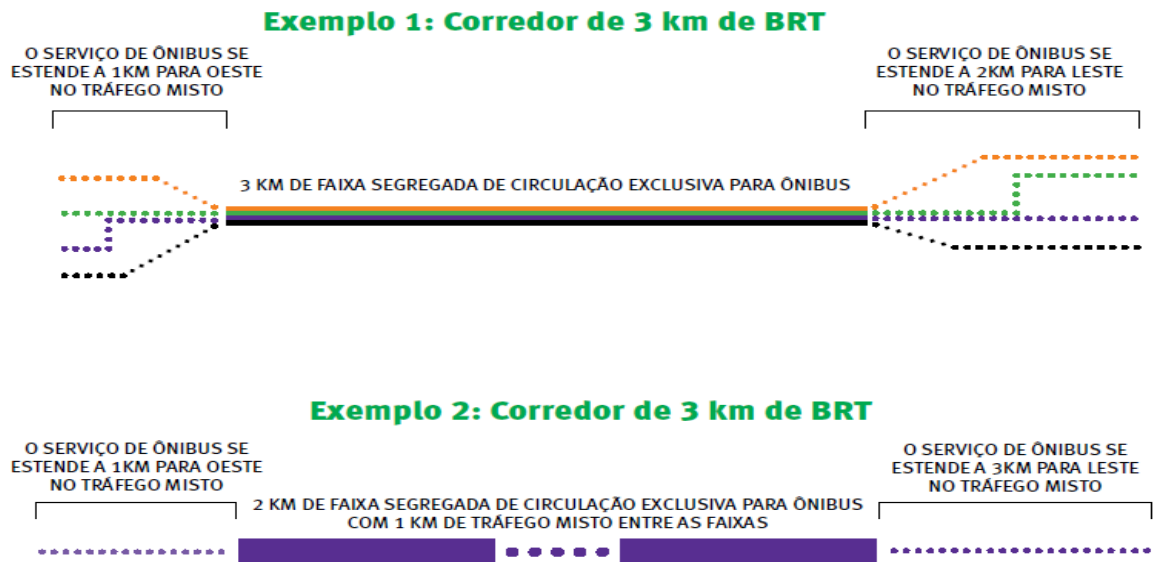 Exemplo 1: Corredor de 3 km de BRT
O SERVIÇO DE ÔNIBUS SE
ESTENDE A 1KM PARA OESTE
NO TRÁFEGO MISTO
O SERVIÇO DE ÔNIBUS SE
ESTENDE A 2KM PARA LESTE
NO TRÁFEGO MISTO
3 KM DE FAIXA SEGREGADA DE CIRCULAÇÃO EXCLUSIVA PARA ÔNIBUS
Exemplo 2: Corredor de 3 km de BRT
O SERVIÇO DE ÔNIBUS SE
ESTENDE A 1KM PARA OESTE
NO TRÁFEGO MISTO
O SERVIÇO DE ÔNIBUS SE
ESTENDE A 3KM PARA LESTE
NO TRÁFEGO MISTO
2 KM DE FAIXA SEGREGADA DE CIRCULAÇÃO EXCLUSIVA PARA ÔNIBUS
COM 1 KM DE TRÁFEGO MISTO ENTRE AS FAIXAS